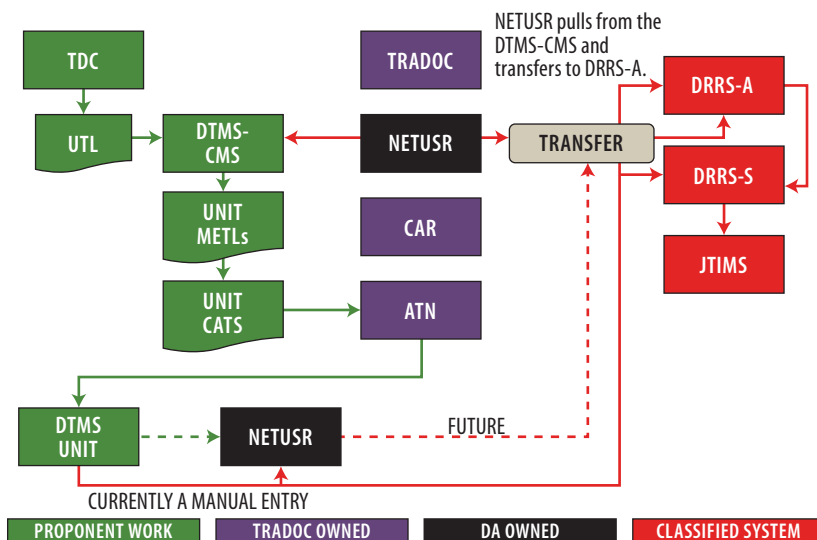 NETUSR pulls from the
DTMS-CMS and
transfers to DRRS-A.
TDC
TRADOC
DRRS-A
UTL
DTMS-
CMS
NETUSR
TRANSFER
DRRS-S
UNIT
METLs
CAR
JTIMS
UNIT
CATS
ATN
DTMS
UNIT
NETUSR
FUTURE
CURRENTLY A MANUAL ENTRY
PROPONENT WORK
TRADOC OWNED
DA OWNED
CLASSIFIED SYSTEM